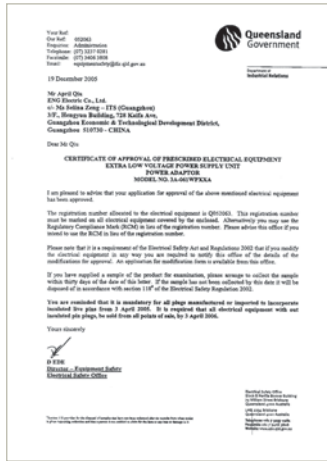 Your Ref:
Our Ref: 052063
Enquiries: Administration
Telephone: (07)
Facsimile: (07)
Email:
Queensland
Government
Department of
Industrial Relations
19 December 2005
Mr April Qiu
ENG Electric Co., Ltd.
c/- Ms Selina Zeng – ITS (Guangzhou)
3/F., Hongyun Building, 728 Kaifa Ave,
Guangzhou Economic & Technological Development District,
Guangzhou 510730 - CHINA
Dear Mr Qiu
CERTIFICATE OF APPROVAL OF PRESCRIBED ELECTRICAL EQUIPMENT
EXTRA LOW VOLTAGE POWER SUPPLY UNIT
POWER ADAPTOR
MODEL NO. 3A-061WPXXA
I am pleased to advise that your application for approval of the above mentioned electrical equipment
has been approved.
The registration number allocated to the electrical equipment is Q052063. This registration number
must be marked on all electrical equipment covered by the enclosed. Alternatively you may use the
Regulatory Compliance Mark (RCM) in lieu of the registration number. Please advise this office if you
intend to use the RCM in lieu of the registration number.
Please note that it is a requirement of the Electrical Safety Act and Regulations 2002 that if you modify
the electrical equipment in any way you are required to notify this office of the details of the
modifications for approval. An application for modification form is available from this office.
If you have supplied a sample of the product for examination, please arrange to collect the sample
within thirty days of the date of this letter. If the sample has not been collected by this date it will be
disposed of in accordance with section 118 of the Electrical Safety Regulation 2002.
You are reminded that it is mandatory for all plugs manufactured or imported to incorporate
insulated live pins from 3 April 2005. It is required that all electrical equipment with out
insulated pin plugs, be sold from all points of sale, by 3 April 2006.
Yours sincerely
D EDE
Director – Equipment Safety
Electrical Safety Office
Electrical Safety Office